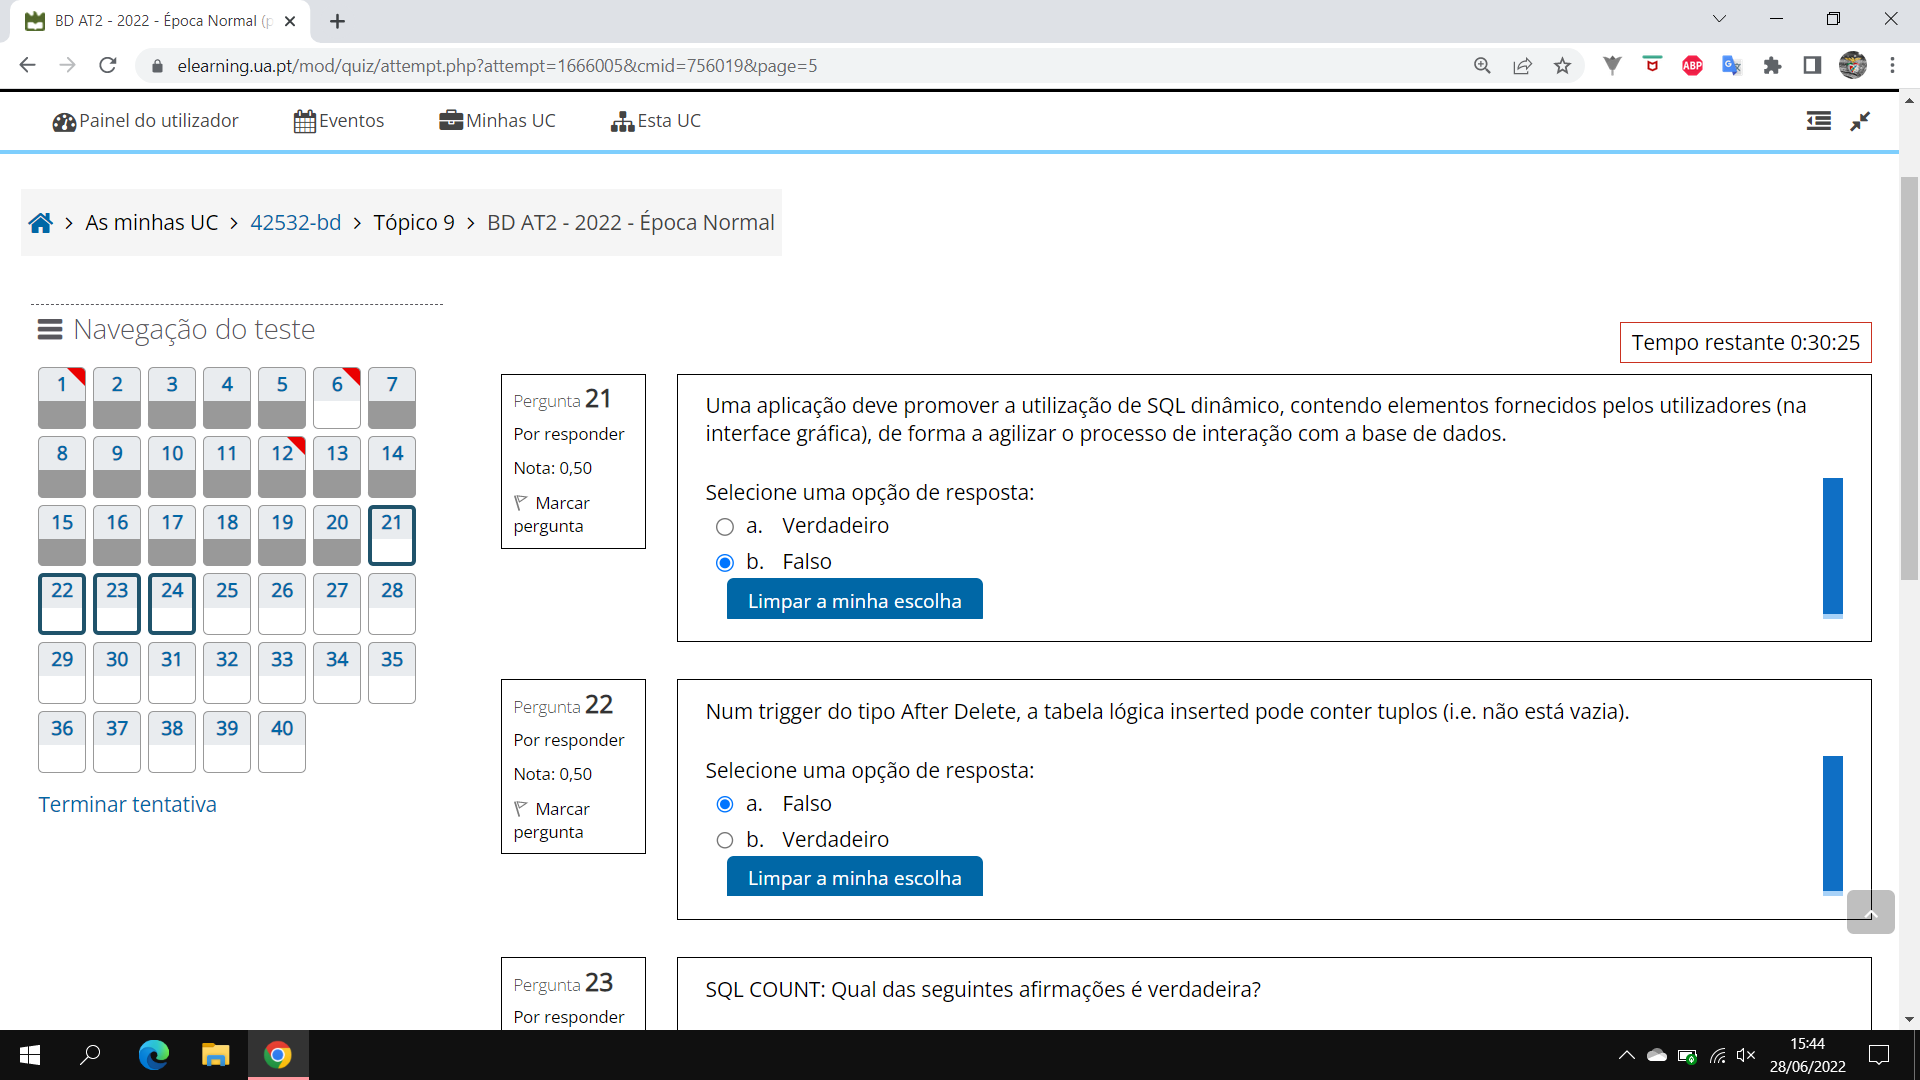 BD AT2 - 2022 - Época Normal (p
elearning.ua.pt/mod/quiz/attempt.php?attempt=1666005&cmid=756019&page=5
ABP
Painel do utilizador
Eventos
Minhas UC
Esta UC
As minhas UC > 42532-bd > Tópico 9 > BD AT2 - 2022 - Época Normal
Navegação do teste
1 2 3 4 5 6 7
8 9 10 11 12 13 14
15 16 17 18 19 20 21
22 23 24 25 26 27 28
29 30 31 32 33 34 35
36 37 38 39 40
Terminar tentativa
Tempo restante 0:30:25
Pergunta 21
Por responder
Nota: 0,50
Marcar
pergunta
Uma aplicação deve promover a utilização de SQL dinâmico, contendo elementos fornecidos pelos utilizadores (na
interface gráfica), de forma a agilizar o processo de interação com a base de dados.
Selecione uma opção de resposta:
a. Verdadeiro
b. Falso
Limpar a minha escolha
Pergunta 22
Por responder
Nota: 0,50
Marcar
pergunta
Num trigger do tipo After Delete, a tabela lógica inserted pode conter tuplos (i.e. não está vazia).
Selecione uma opção de resposta:
a. Falso
b. Verdadeiro
Limpar a minha escolha
Pergunta 23
Por responder
SQL COUNT: Qual das seguintes afirmações é verdadeira?
15:44
28/06/2022